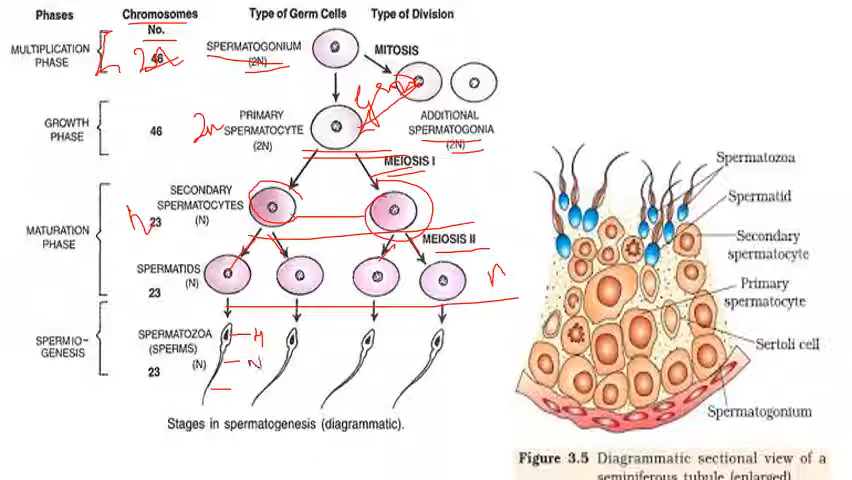 Phases
Chromosomes
No.
Type of Germ Cells
Type of Division
MULTIPLICATION
PHASE
46
2n
SPERMATOGONIUM
(2N)
MITOSIS
GROWTH
PHASE
46
2n
PRIMARY
SPERMATOCYTE
(2N)
ADDITIONAL
SPERMATOGONIA
(2N)
MEIOSIS I
MATURATION
PHASE
SECONDARY
SPERMATOCYTES
(N)
n
23
MEIOSIS II
SPERMATIDS
(N)
23
n
SPERMIO-
GENESIS
SPERMATOZOA
(SPERMS)
(N)
23
H
N
Stages in spermatogenesis (diagrammatic).
Spermatozoa
Spermatid
Secondary
spermatocyte
Primary
spermatocyte
Sertoli cell
Spermatogonium
Figure 3.5 Diagrammatic sectional view of a
seminiferous tubule (enlarged)